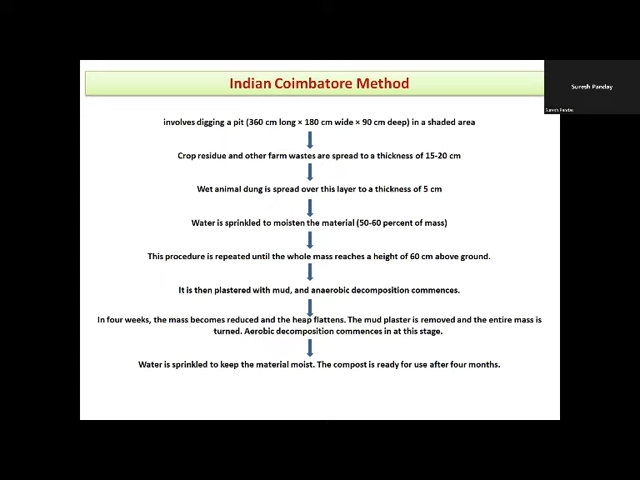 Indian Coimbatore Method
Suresh Panday
Suresh Panday
involves digging a pit (360 cm long × 180 cm wide × 90 cm deep) in a shaded area
Crop residue and other farm wastes are spread to a thickness of 15-20 cm
Wet animal dung is spread over this layer to a thickness of 5 cm
Water is sprinkled to moisten the material (50-60 percent of mass)
This procedure is repeated until the whole mass reaches a height of 60 cm above ground.
It is then plastered with mud, and anaerobic decomposition commences.
In four weeks, the mass becomes reduced and the heap flattens. The mud plaster is removed and the entire mass is
turned. Aerobic decomposition commences in at this stage.
Water is sprinkled to keep the material moist. The compost is ready for use after four months.